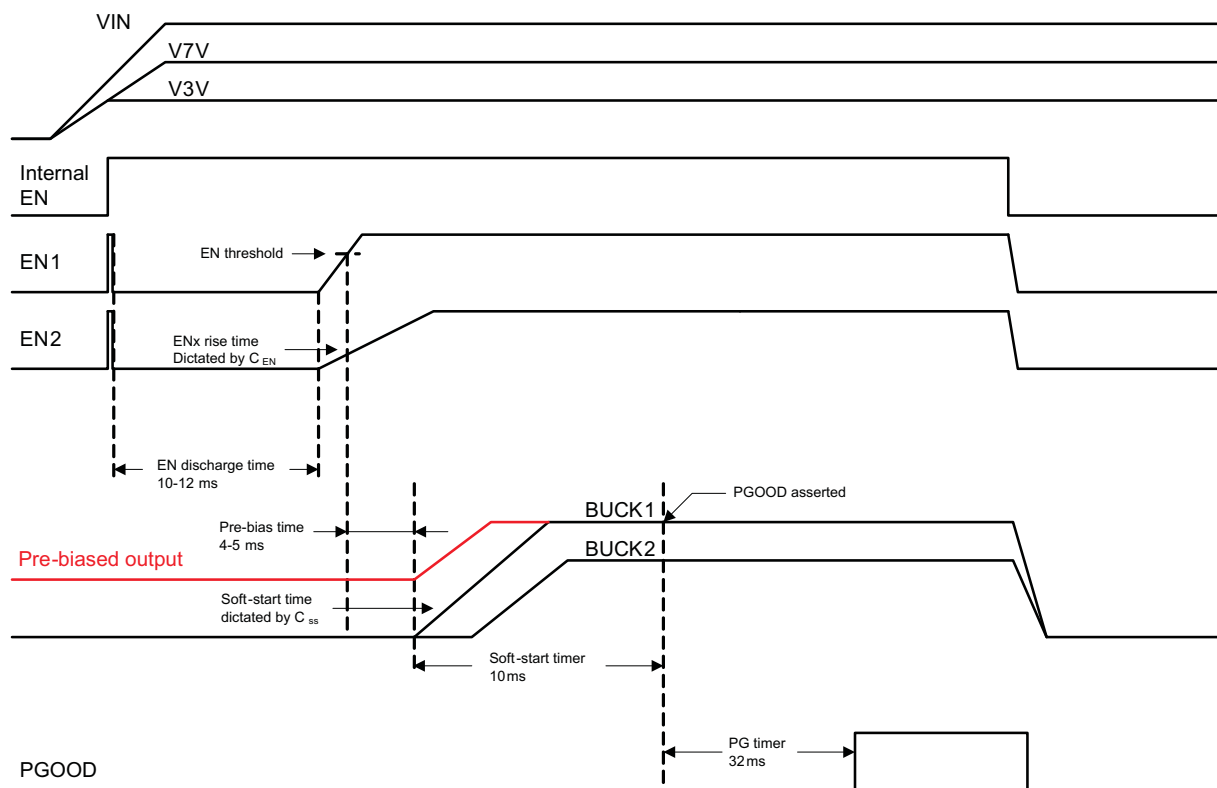 VIN
V7V
V3V
Internal
EN
EN threshold
EN1
ENx rise time
Dictated by C EN
EN2
EN discharge time
10-12 ms
PGOOD asserted
BUCK1
Pre-bias time
4-5 ms
BUCK2
Pre-biased output
Soft-start time
dictated by C ss
Soft-start timer
10ms
PG timer
32ms
PGOOD